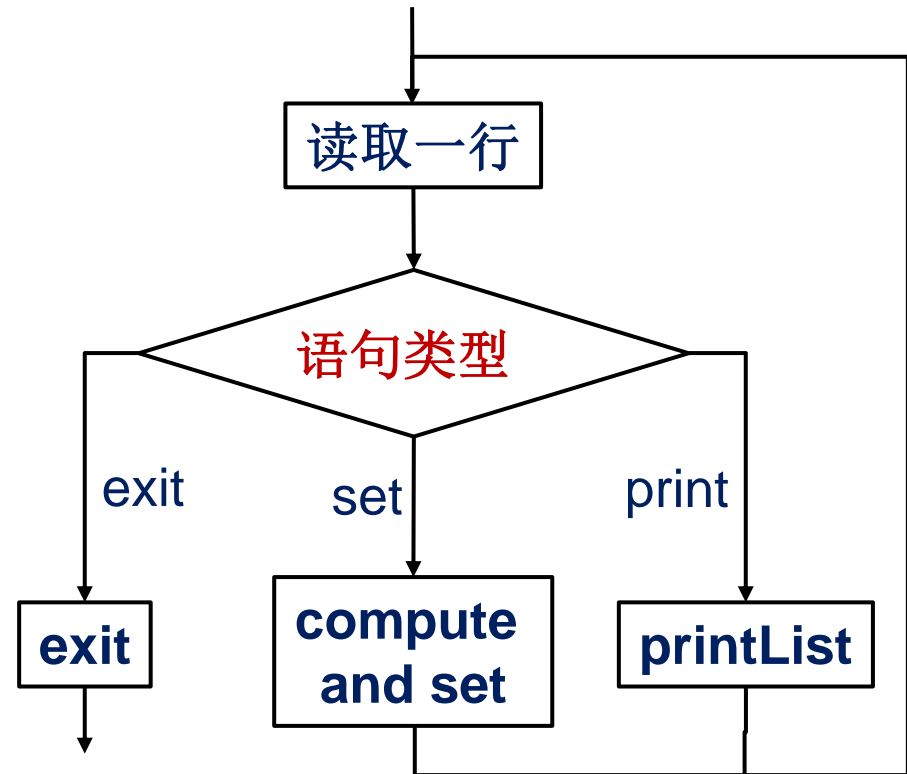 读取一行
语句类型
exit
set
print
exit
compute
and set
printList